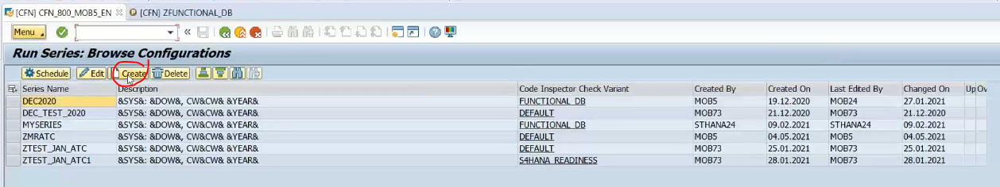 [CFN] CFN_800_MOB5_EN [CFN] ZFUNCTIONAL_DB
Menu
Run Series: Browse Configurations
Schedule Edit Create Delete
Series Name Description Code Inspector Check Variant Created By Created On Last Edited By Changed On Up Ov
DEC2020 &SYS&: &DOW&, CW&CW& &YEAR& FUNCTIONAL_DB MOB5 19.12.2020 MOB24 27.01.2021
DEC_TEST_2020 &SYS&: &DOW&, CW&CW& &YEAR& DEFAULT MOB73 21.12.2020 MOB73 21.12.2020
MYSERIES &SYS&: &DOW&, CW&CW& &YEAR& FUNCTIONAL_DB STHANA24 09.02.2021 STHANA24 09.02.2021
ZMRATC &SYS&: &DOW&, CW&CW& &YEAR& DEFAULT MOB5 04.05.2021 MOB5 04.05.2021
ZTEST_JAN_ATC &SYS&: &DOW&, CW&CW& &YEAR& DEFAULT MOB73 25.01.2021 MOB73 25.01.2021
ZTEST_JAN_ATC1 &SYS&: &DOW&, CW&CW& &YEAR& S4HANA_READINESS MOB73 28.01.2021 MOB73 28.01.2021